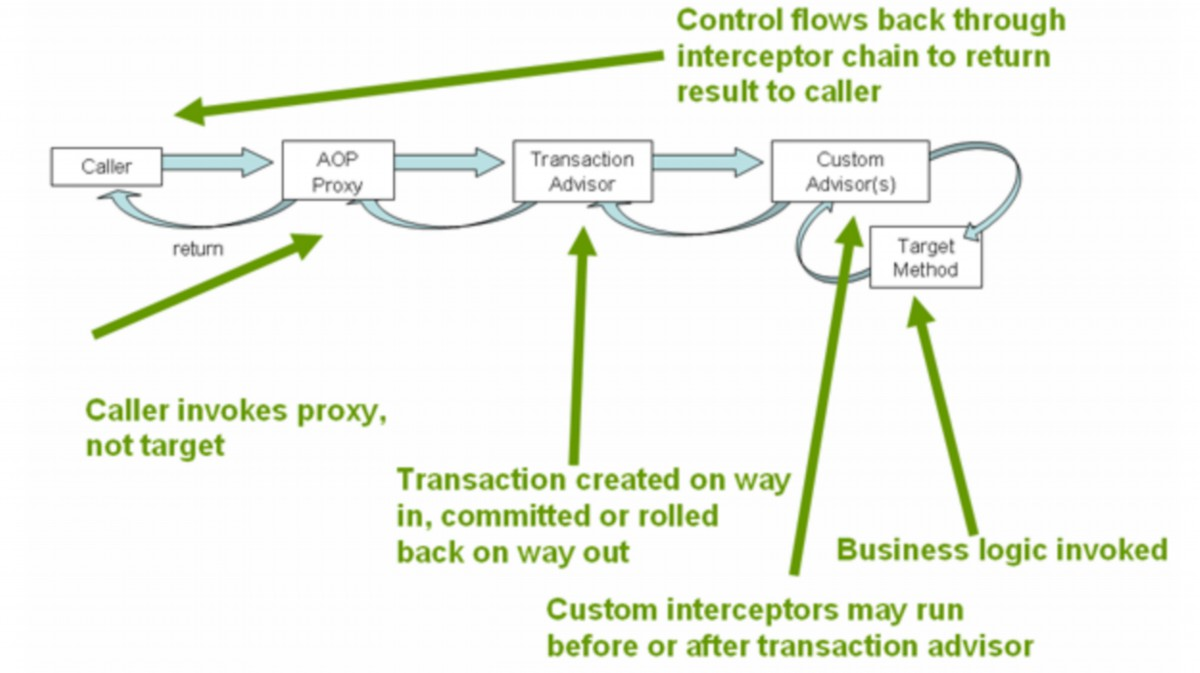 Control flows back through
interceptor chain to return
result to caller
Caller
AOP
Proxy
Transaction
Advisor
Custom
Advisor(s)
return
Target
Method
Caller invokes proxy,
not target
Transaction created on way
in, committed or rolled
back on way out
Business logic invoked
Custom interceptors may run
before or after transaction advisor